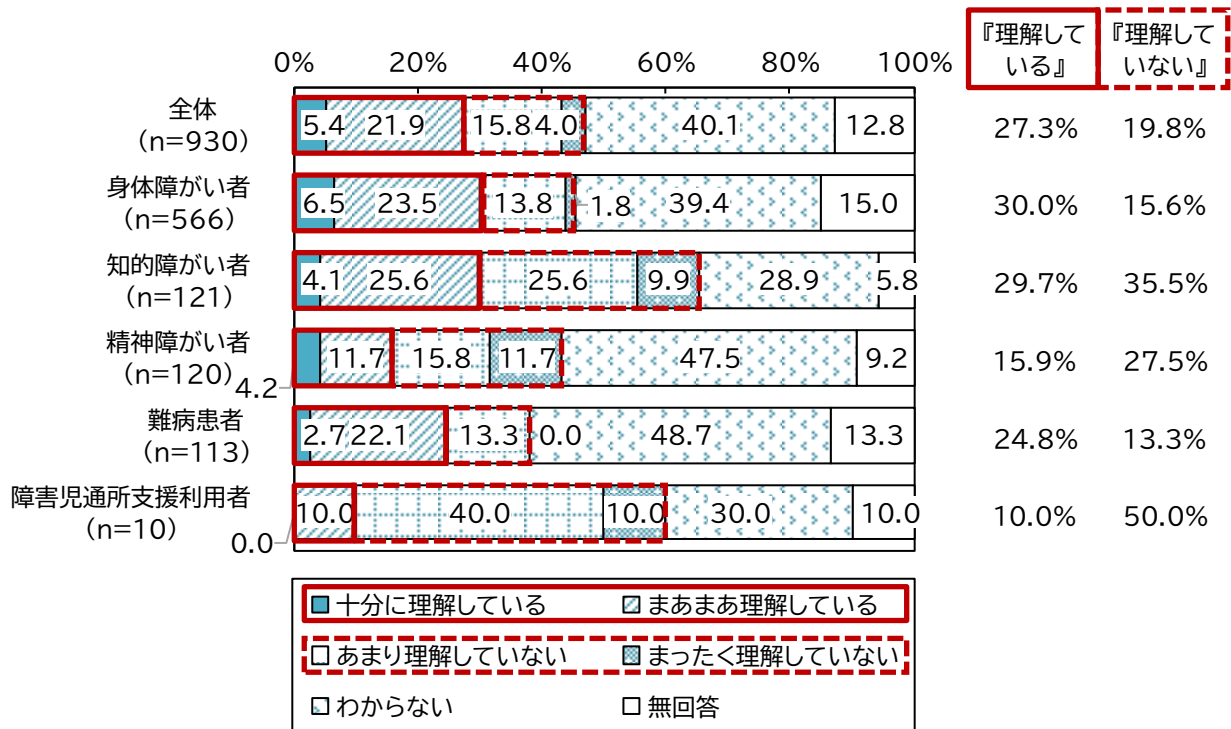 『理解して
いる』
『理解して
いない』
0% 20% 40% 60% 80% 100%
全体
(n=930)
5.4 21.9 15.8 4.0 40.1 12.8 27.3% 19.8%
身体障がい者
(n=566)
6.5 23.5 13.8 1.8 39.4 15.0 30.0% 15.6%
知的障がい者
(n=121)
4.1 25.6 25.6 9.9 28.9 5.8 29.7% 35.5%
精神障がい者
(n=120)
4.2 11.7 15.8 11.7 47.5 9.2 15.9% 27.5%
難病患者
(n=113)
2.7 22.1 13.3 0.0 48.7 13.3 24.8% 13.3%
障害児通所支援利用者
(n=10)
0.0 10.0 40.0 10.0 30.0 10.0 10.0% 50.0%
十分に理解している まあまあ理解している
あまり理解していない まったく理解していない
わからない 無回答